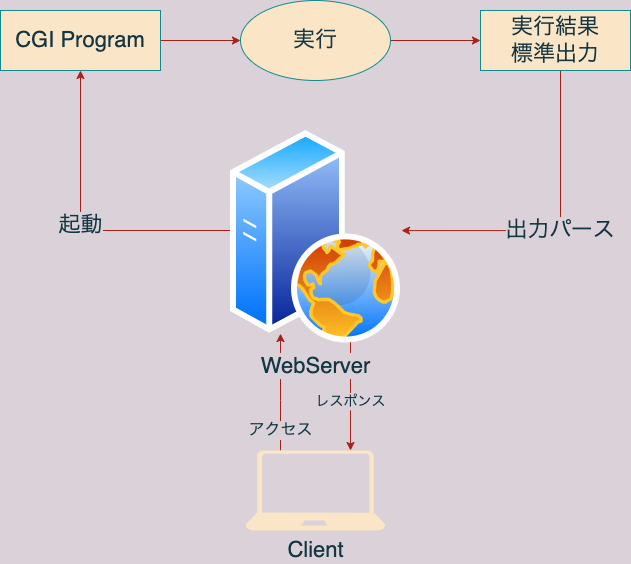 CGI Program
実行
実行結果
標準出力
起動
出力パース
WebServer
レスポンス
アクセス
Client